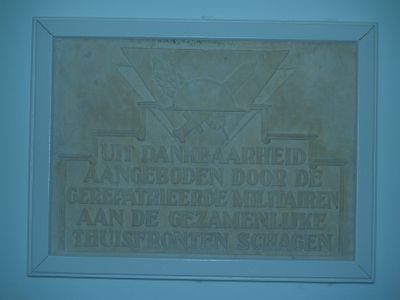 UIT DANKBAARHEID
AANGEBODEN DOOR DE
GEREPATRIEERDE MILITAIREN
AAN DE GEZAMENLIJKE
THUISFRONTEN SCHAGEN